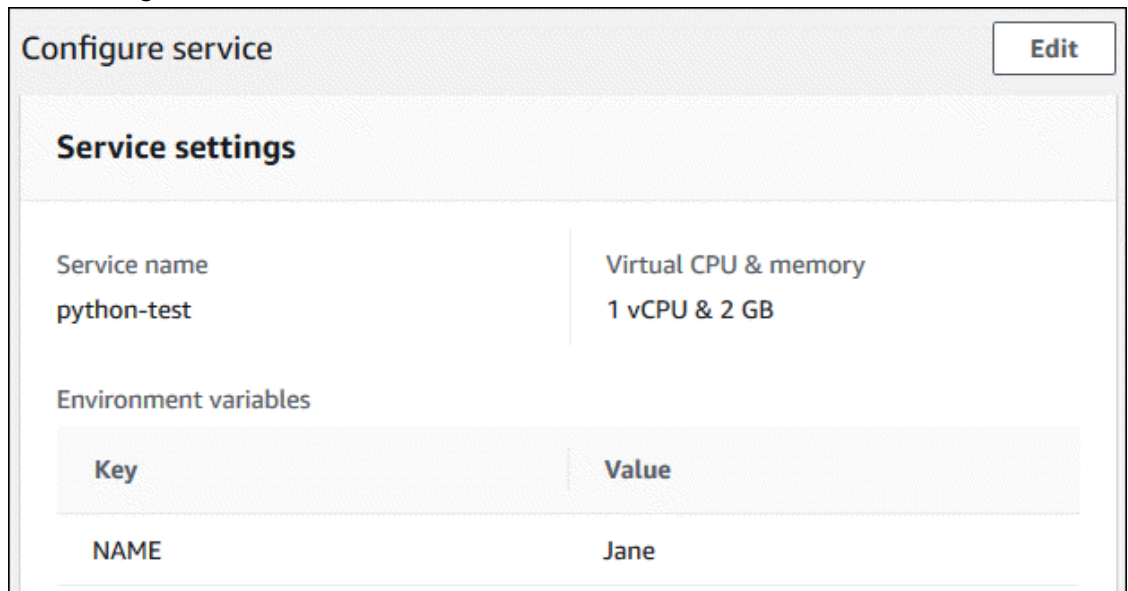 Configure service
Edit
Service settings
Service name
Virtual CPU & memory
python-test
1 vCPU & 2 GB
Environment variables
Key
Value
NAME
Jane